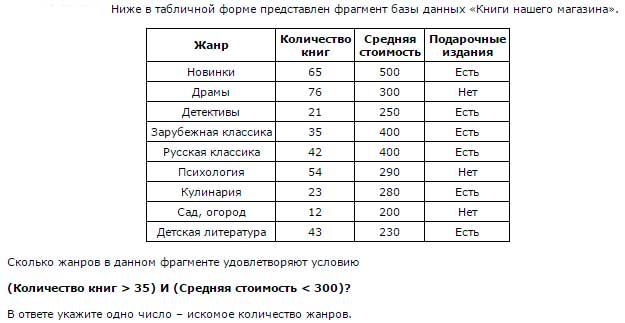 Ниже в табличной форме представлен фрагмент базы данных «Книги нашего магазина».
Жанр Количество книг Средняя стоимость Подарочные издания
Новинки 65 500 Есть
Драмы 76 300 Нет
Детективы 21 250 Есть
Зарубежная классика 35 400 Есть
Русская классика 42 400 Есть
Психология 54 290 Нет
Кулинария 23 280 Есть
Сад, огород 12 200 Нет
Детская литература 43 230 Есть
Сколько жанров в данном фрагменте удовлетворяют условию
(Количество книг > 35) И (Средняя стоимость < 300)?
В ответе укажите одно число – искомое количество жанров.